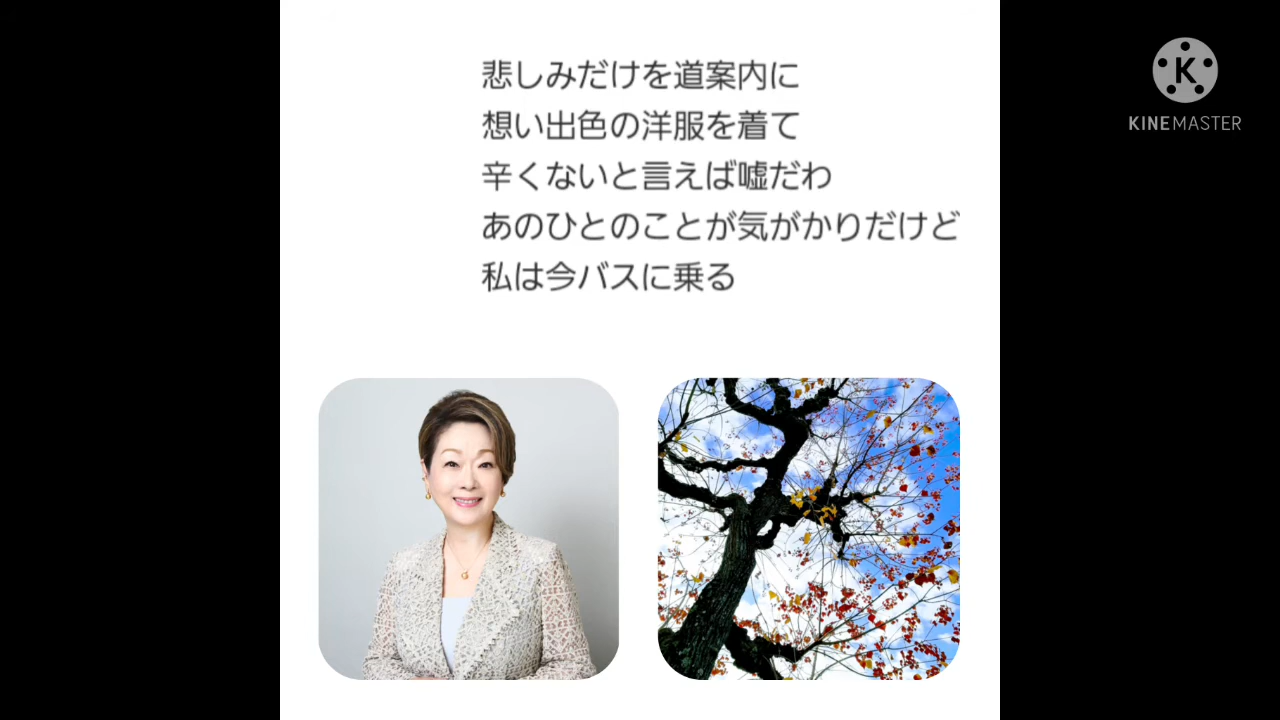 悲しみだけを道案内に
想い出色の洋服を着て
辛くないと言えば嘘だわ
あのひとのことが気がかりだけど
私は今バスに乗る
K
KINEMASTER